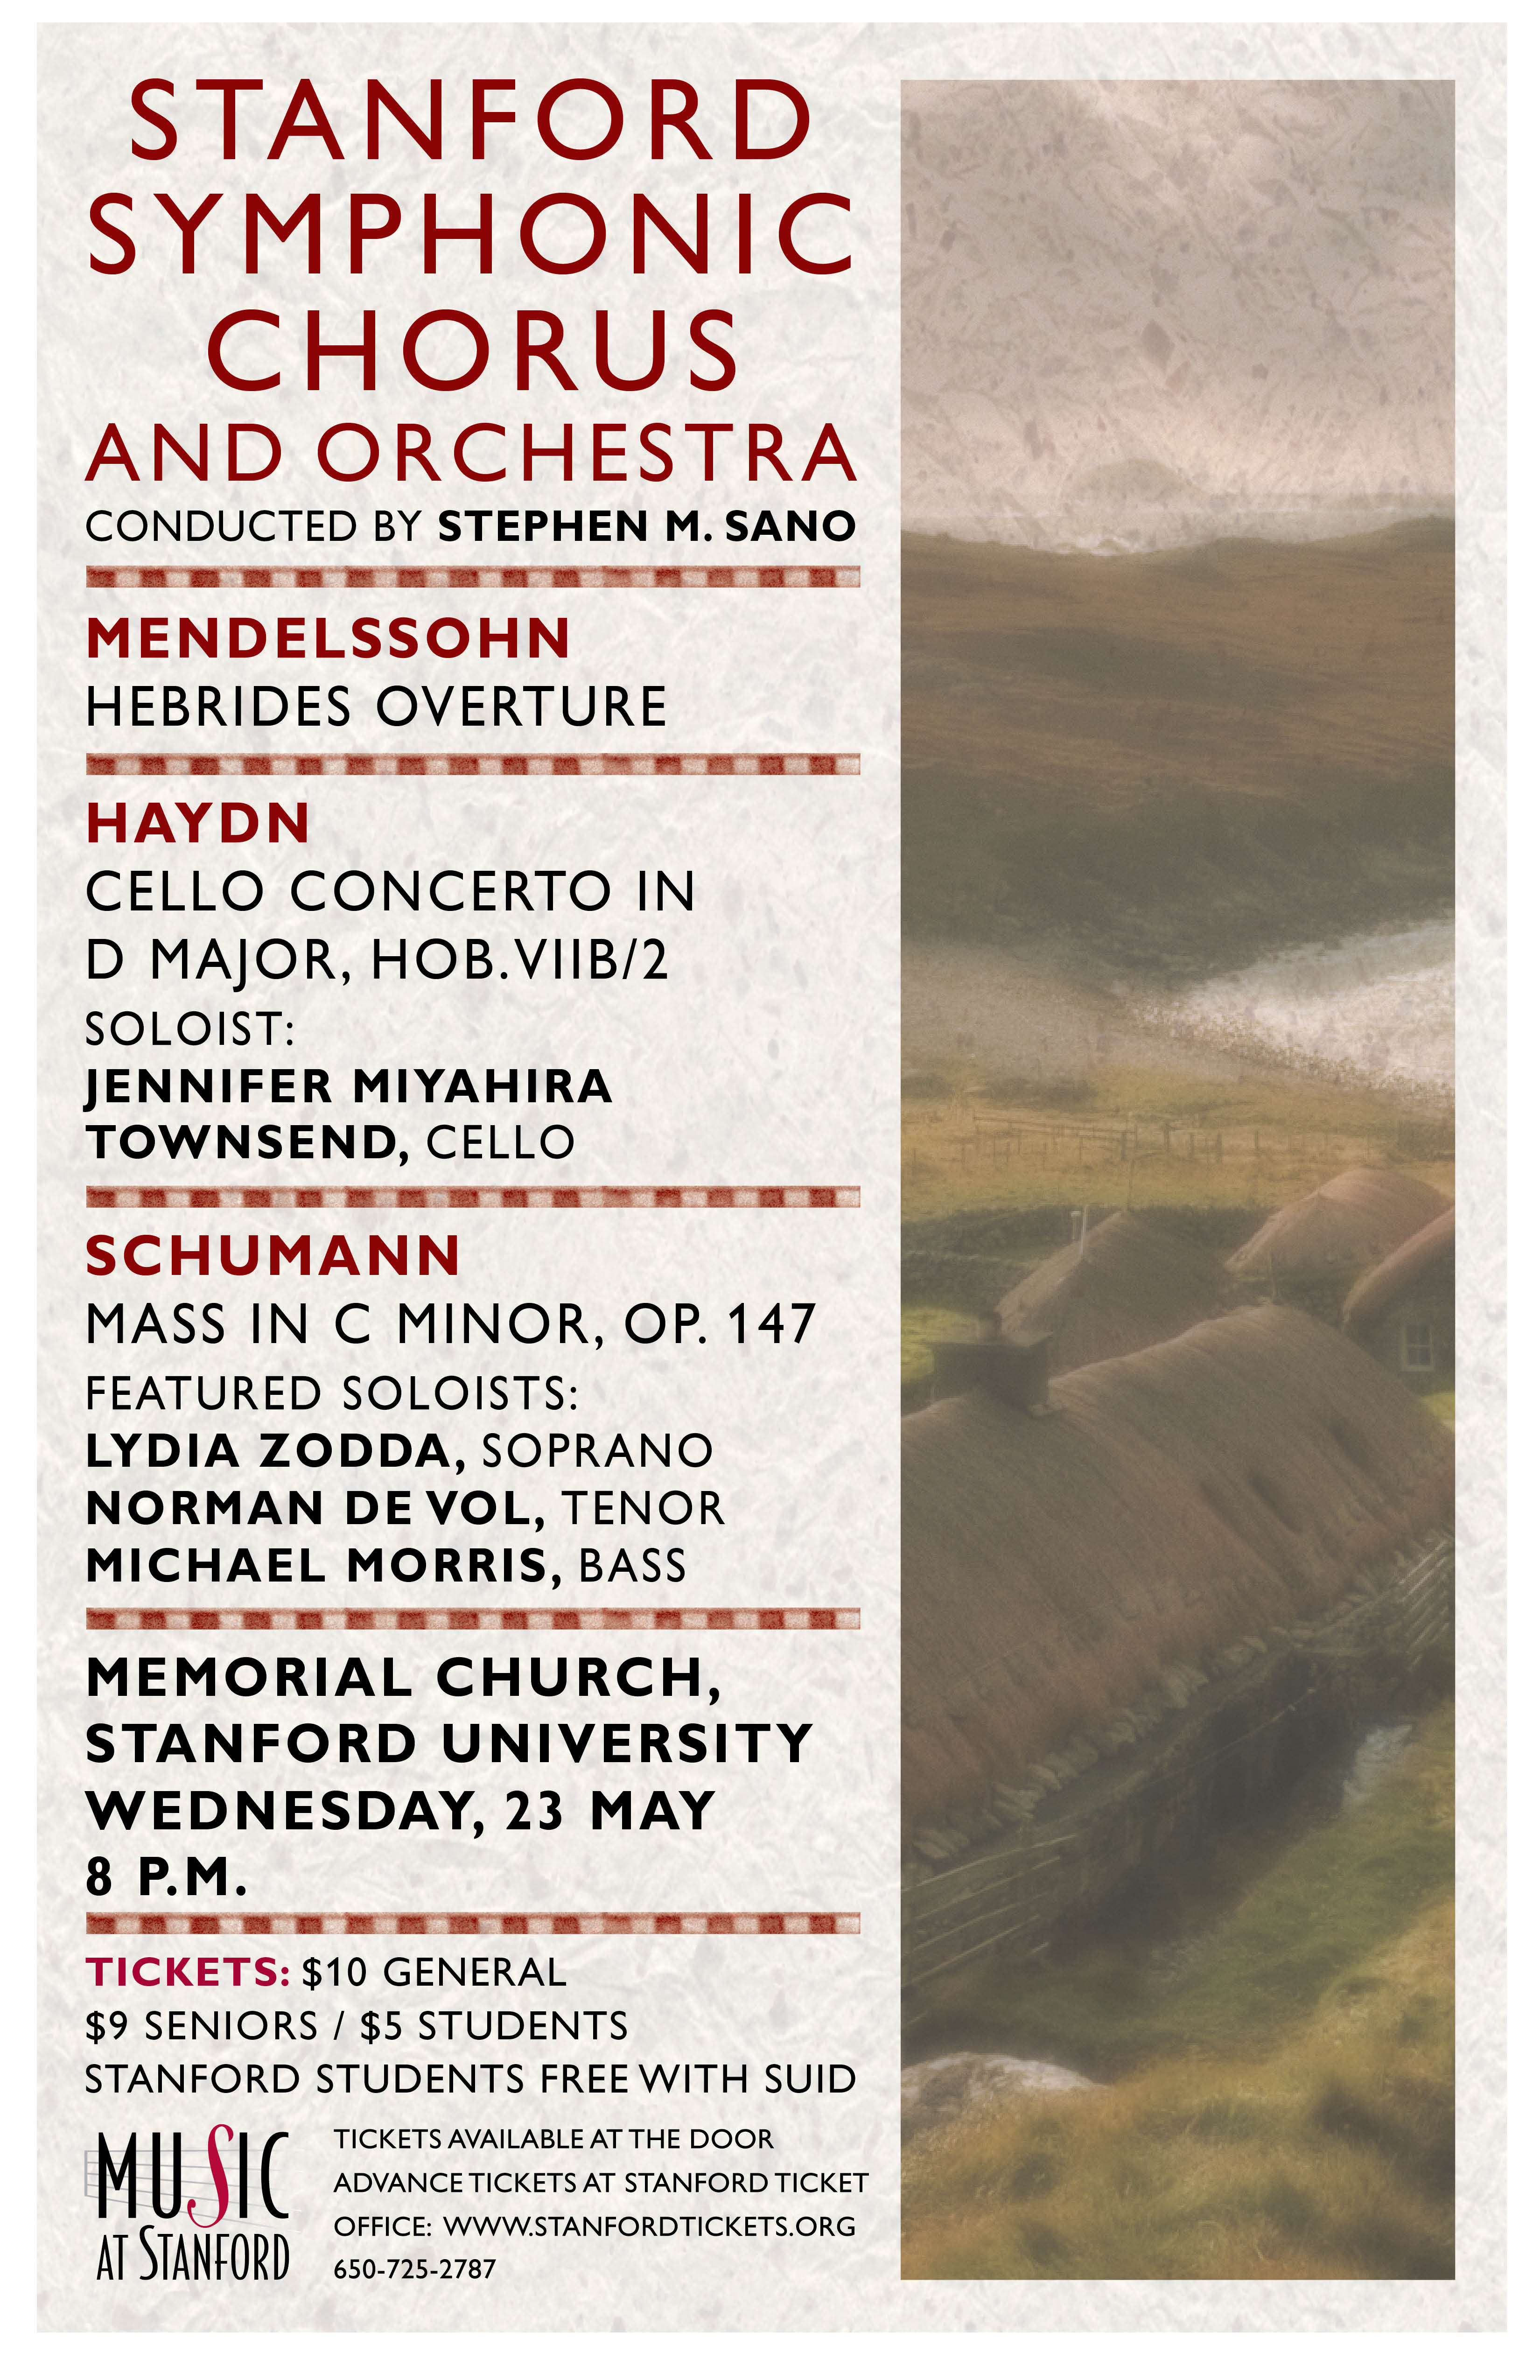 STANFORD
SYMPHONIC
CHORUS
AND ORCHESTRA
CONDUCTED BY STEPHEN M. SANO
MENDELSSOHN
HEBRIDES OVERTURE
HAYDN
CELLO CONCERTO IN
D MAJOR, HOB. VIIB/2
SOLOIST:
JENNIFER MIYAHIRA
TOWNSEND, CELLO
SCHUMANN
MASS IN C MINOR, OP. 147
FEATURED SOLOISTS:
LYDIA ZODDA, SOPRANO
NORMAN DE VOL, TENOR
MICHAEL MORRIS, BASS
MEMORIAL CHURCH,
STANFORD UNIVERSITY
WEDNESDAY, 23 MAY
8 P.M.
TICKETS: $10 GENERAL
$9 SENIORS / $5 STUDENTS
STANFORD STUDENTS FREE WITH SUID
MUSIC
AT STANFORD
TICKETS AVAILABLE AT THE DOOR
ADVANCE TICKETS AT STANFORD TICKET
OFFICE: WWW.STANFORDTICKETS.ORG
650-725-2787